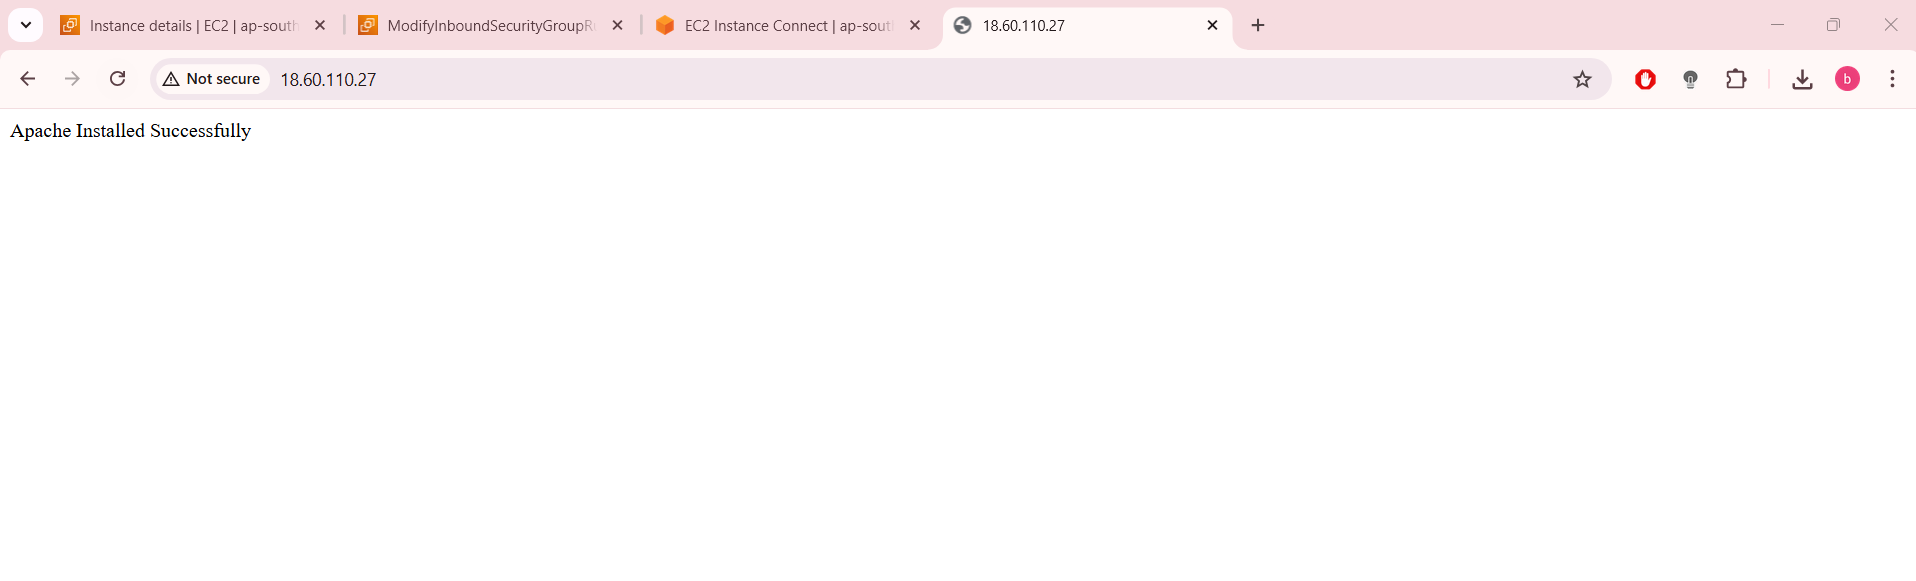 Instance details | EC2 | ap-south
ModifyInboundSecurityGroupRu
EC2 Instance Connect | ap-sout
18.60.110.27
Not secure
18.60.110.27
b
Apache Installed Successfully